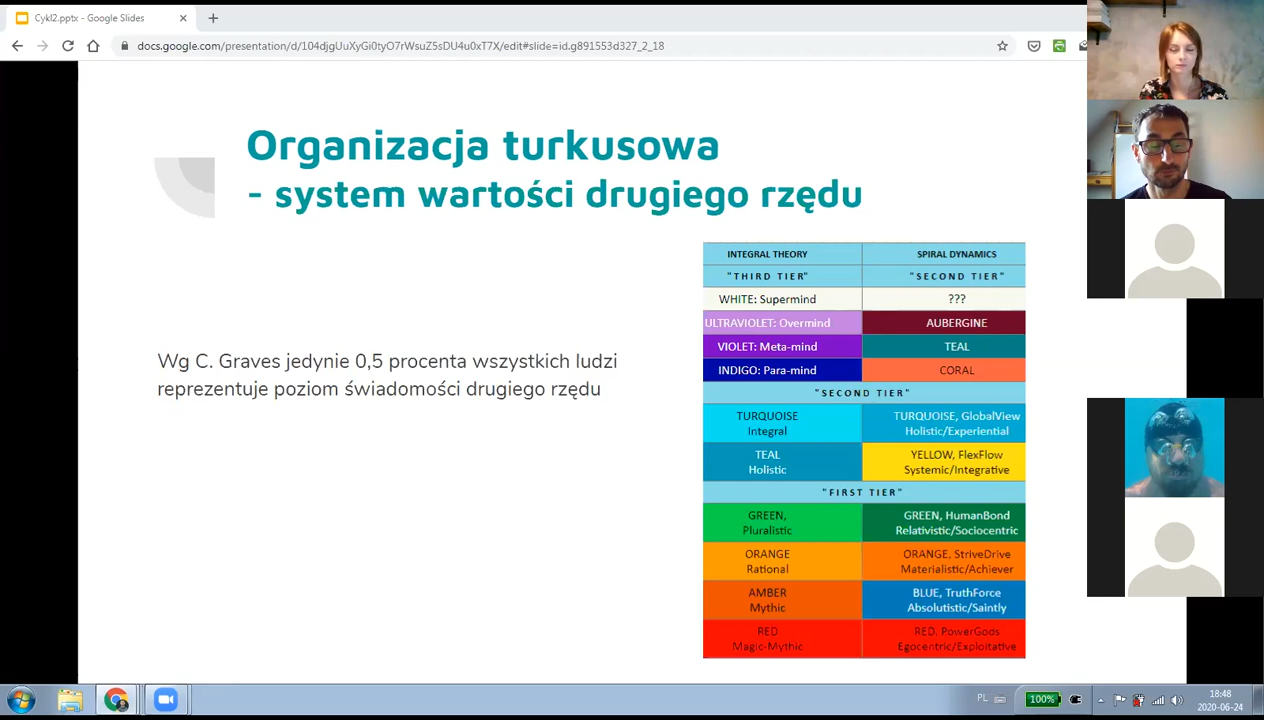 Cykl2.pptx - Google Slides
docs.google.com/presentation/d/104djgUuXyGi0tyO7rWsuZ5sDU4u0xT7X/edit#slide=id.g891553d327_2_18
Organizacja turkusowa
- system wartości drugiego rzędu
Wg C. Graves jedynie 0,5 procenta wszystkich ludzi
reprezentuje poziom świadomości drugiego rzędu
INTEGRAL THEORY SPIRAL DYNAMICS
"THIRD TIER" "SECOND TIER"
WHITE: Supermind ???
ULTRAVIOLET: Overmind AUBERGINE
VIOLET: Meta-mind TEAL
INDIGO: Para-mind CORAL
"SECOND TIER"
TURQUOISE TURQUOISE, GlobalView
Integral Holistic/Experiential
TEAL YELLOW, FlexFlow
Holistic Systemic/Integrative
"FIRST TIER"
GREEN, GREEN, HumanBond
Pluralistic Relativistic/Sociocentric
ORANGE ORANGE, StriveDrive
Rational Materialistic/Achiever
AMBER BLUE, TruthForce
Mythic Absolutistic/Saintly
RED RED, PowerGods
Magic-Mythic Egocentric/Exploitative
PL 100% 18:48
2020-06-24